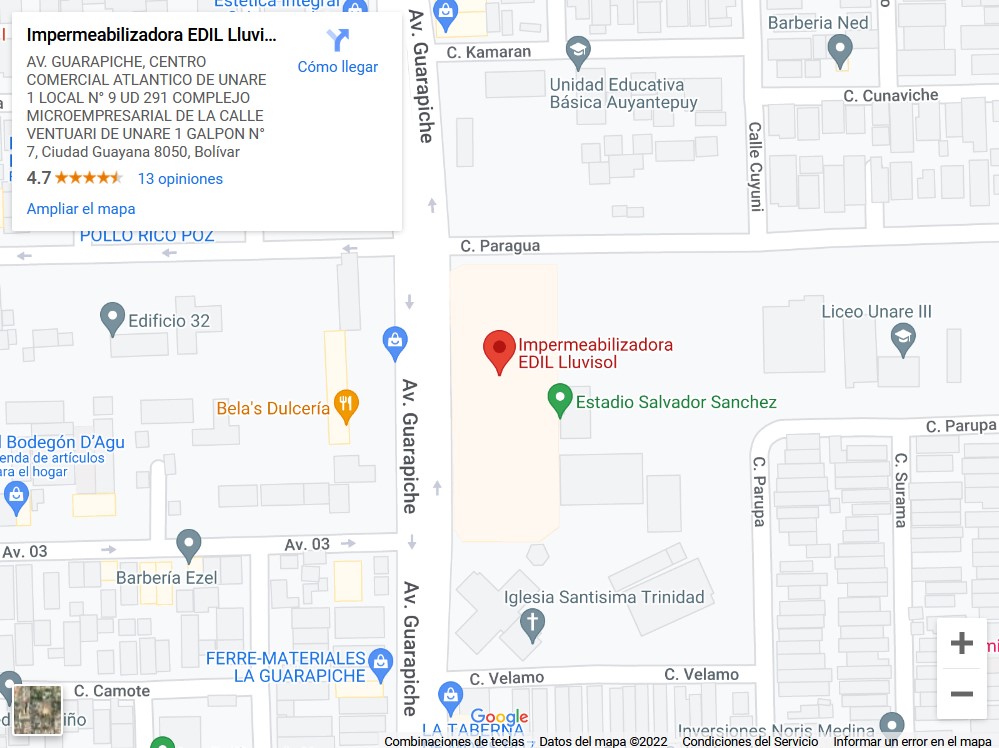 Impermeabilizadora EDIL Lluvi...
AV. GUARAPICHE, CENTRO
COMERCIAL ATLANTICO DE UNARE
1 LOCAL N° 9 UD 291 COMPLEJO
MICROEMPRESARIAL DE LA CALLE
VENTUARI DE UNARE 1 GALPON N°
7, Ciudad Guayana 8050, Bolívar
4.7
13 opiniones
Ampliar el mapa
Cómo llegar
Estética Integral
Av. Guarapiche
C. Kamaran
Unidad Educativa
Básica Auyantepuy
Barberia Ned
C. Cunaviche
Calle Cuyuni
POLLO RICO POZ
C. Paragua
Edificio 32
Liceo Unare III
Impermeabilizadora
EDIL Lluvisol
Bela's Dulcería
Estadio Salvador Sanchez
Av. Guarapiche
C. Parupa
l Bodegón D'Agu
enda de artículos
ara el hogar
C. Parupa
C. Surama
Av. 03
Av. 03
Barbería Ezel
Av. Guarapiche
Iglesia Santisima Trinidad
FERRE-MATERIALES
LA GUARAPICHE
C. Velamo
C. Velamo
C. Camote
iño
LA TABERNA
Google
Inversiones Noris Medina
Combinaciones de teclas
Datos del mapa ©2022
Condiciones del Servicio
Informar un error en el mapa